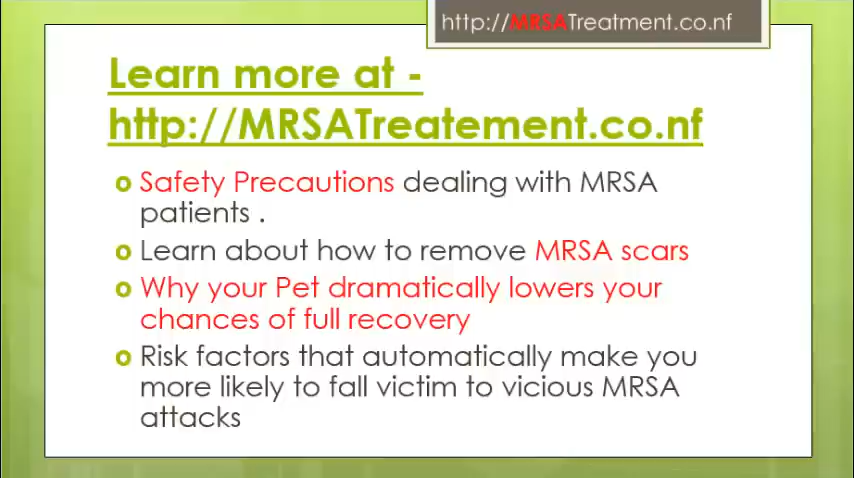 http://MRSATreatment.co.nf
Learn more at -
http://MRSATreatement.co.nf
Safety Precautions dealing with MRSA
patients .
Learn about how to remove MRSA scars
Why your Pet dramatically lowers your
chances of full recovery
Risk factors that automatically make you
more likely to fall victim to vicious MRSA
attacks